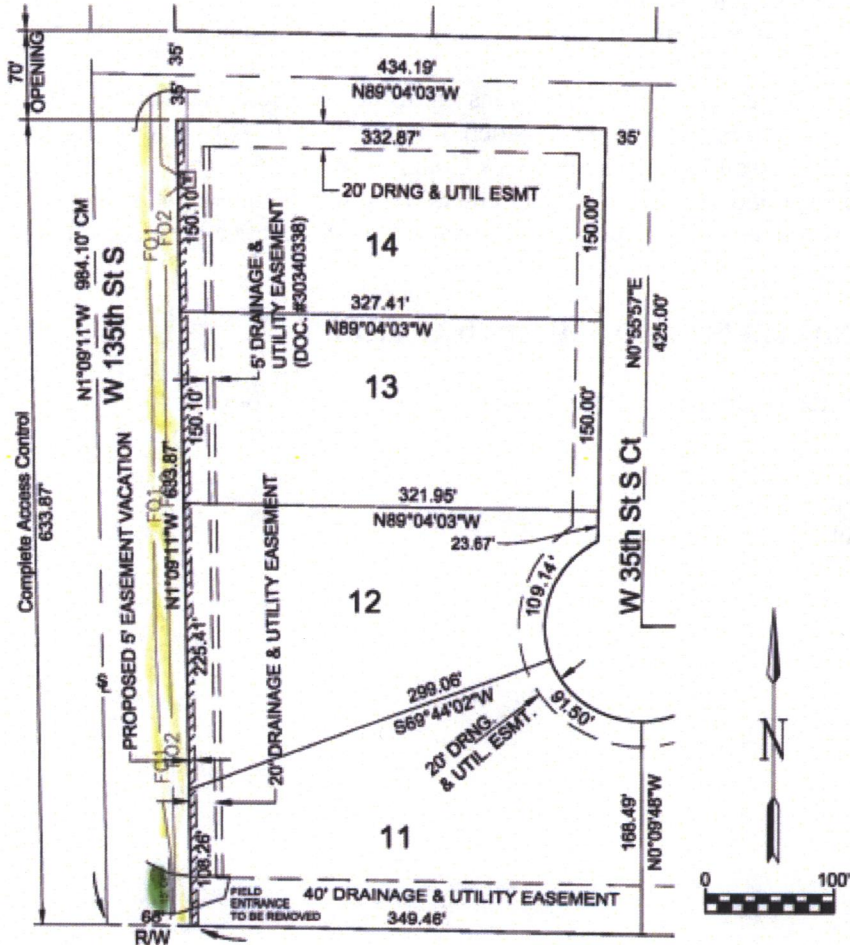 70'
OPENING
35'
35'
434.19'
N89°04'03"W
332.87'
35'
20' DRNG & UTIL ESMT
Complete Access Control
633.87'
N1°09'11"W 984.10' CM
W 135th St S
FO1
FO2
150.10'
5' DRAINAGE &
UTILITY EASEMENT
(DOC. #30340338)
14
150.00'
N0°55'57"E
425.00'
327.41'
N89°04'03"W
150.10'
13
150.00'
W 35th St S Ct
321.95'
N89°04'03"W
23.67'
PROPOSED 5' EASEMENT VACATION
FO1
N1°09'11"W 633.87'
225.41'
20' DRAINAGE & UTILITY EASEMENT
12
109.14'
299.06'
S69°44'02"W
91.50'
20' DRNG.
& UTIL. ESMT.
FO1
FO2
108.26'
11
168.49'
N0°09'48"W
N
0
100'
FIELD
ENTRANCE
TO BE REMOVED
40' DRAINAGE & UTILITY EASEMENT
349.46'
R/W